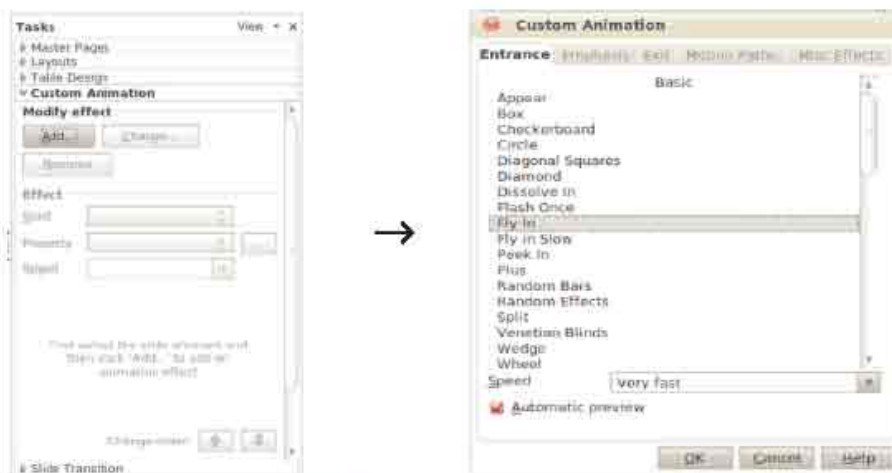 Tasks View
Master Pages
Layouts
Table Design
Custom Animation
Modify effect
Add... Change...
Remove
Effect
Start
Property
Speed
First select the slide element and
then click 'Add...' to add an
animation effect
Change order:
Slide Transition
→
Custom Animation
Entrance Emphasis Exit Motion Paths Misc Effects
Basic
Appear
Box
Checkerboard
Circle
Diagonal Squares
Diamond
Dissolve In
Flash Once
Fly In
Fly in Slow
Peek In
Plus
Random Bars
Random Effects
Split
Venetian Blinds
Wedge
Wheel
Speed Very fast
Automatic preview
OK Cancel Help